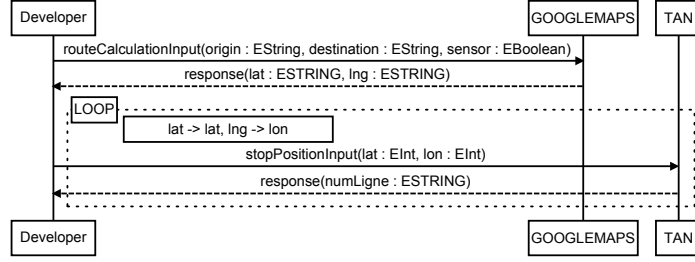 Developer GOOGLEMAPS TAN
routeCalculationInput(origin : EString, destination : EString, sensor : EBoolean)
response(lat : ESTRING, lng : ESTRING)
LOOP
lat -> lat, lng -> lon
stopPositionInput(lat : EInt, lon : EInt)
response(numLigne : ESTRING)
Developer GOOGLEMAPS TAN